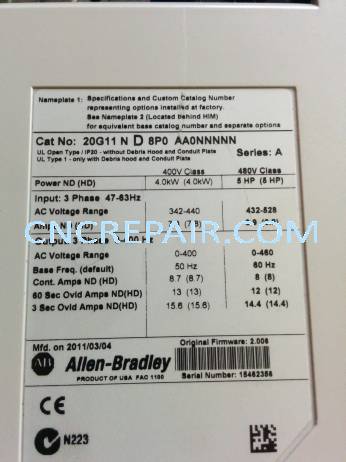 Nameplate 1: Specifications and Custom Catalog Number
representing options installed at factory.
See Nameplate 2 (Located behind HIM)
for equivalent base catalog number and options.
Cat No: 20G11 N D 8P0 AA0NNNNN
UL Open Type / IP20 - without Debris Hood and Conduit Plate
UL Type 1 - only with Debris Hood and Conduit Plate
Series: A
400V Class 480V Class
Power ND (HD) 4.0kW (4.0kW) 5 HP (5 HP)
Input: 3 Phase 47-63Hz
AC Voltage Range 342-440 432-528
CNCREPAIR.COM
AC Voltage Range 0-400 0-460
Base Freq. (default) 50 Hz 60 Hz
Cont. Amps ND (HD) 8.7 (8.7) 8 (8)
60 Sec Ovld Amps ND(HD) 13 (13) 12 (12)
3 Sec Ovld Amps ND(HD) 15.6 (15.6) 14.4 (14.4)
Mfd. on 2011/03/04
Original Firmware: 2.006
AB Allen-Bradley
PRODUCT OF USA FAC 1100
Serial Number: 15462356
CE
N223